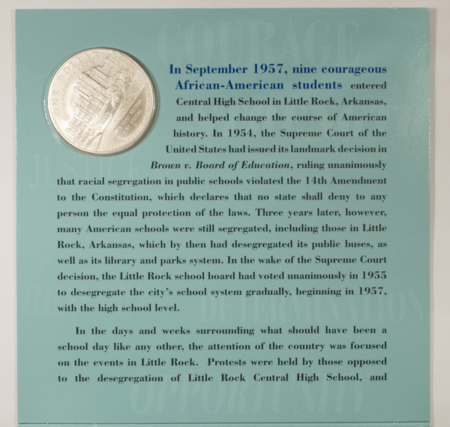 COURAGE
In September 1957, nine courageous
African-American students entered
Central High School in Little Rock, Arkansas,
and helped change the course of American
history. In 1954, the Supreme Court of the
United States had issued its landmark decision in
Brown v. Board of Education, ruling unanimously
that racial segregation in public schools violated the 14th Amendment
to the Constitution, which declares that no state shall deny to any
person the equal protection of the laws. Three years later, however,
many American schools were still segregated, including those in Little
Rock, Arkansas, which by then had desegregated its public buses, as
well as its library and parks system. In the wake of the Supreme Court
decision, the Little Rock school board had voted unanimously in 1955
to desegregate the city's school system gradually, beginning in 1957,
with the high school level.
In the days and weeks surrounding what should have been a
school day like any other, the attention of the country was focused
on the events in Little Rock. Protests were held by those opposed
to the desegregation of Little Rock Central High School, and
OPPORTUNITY